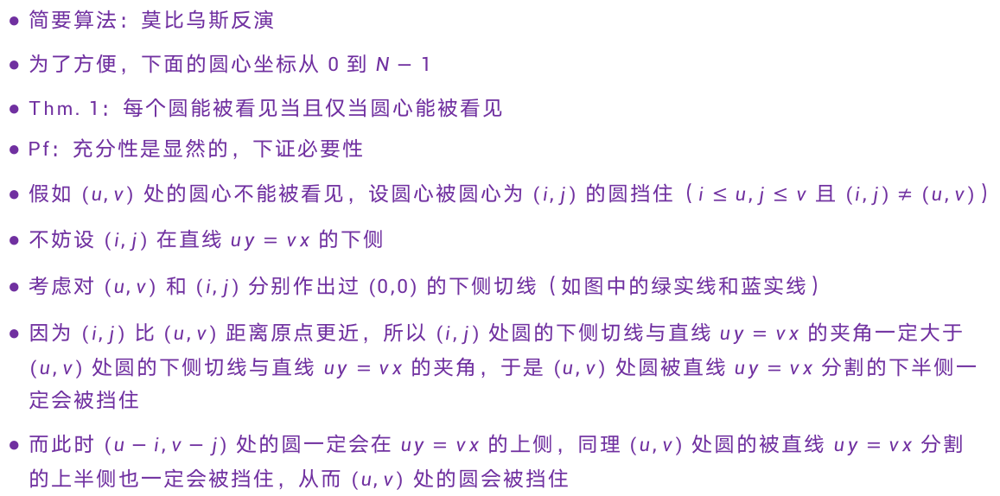 • 简要算法：莫比乌斯反演
• 为了方便，下面的圆心坐标从 0 到 N − 1
• Thm. 1：每个圆能被看见当且仅当圆心能被看见
• Pf：充分性是显然的，下证必要性
• 假如 (u, v) 处的圆心不能被看见，设圆心被圆心为 (i, j) 的圆挡住（i ≤ u, j ≤ v 且 (i, j) ≠ (u, v)）
• 不妨设 (i, j) 在直线 uy = vx 的下侧
• 考虑对 (u, v) 和 (i, j) 分别作出过 (0,0) 的下侧切线（如图中的绿实线和蓝实线）
• 因为 (i, j) 比 (u, v) 距离原点更近，所以 (i, j) 处圆的下侧切线与直线 uy = vx 的夹角一定大于
(u, v) 处圆的下侧切线与直线 uy = vx 的夹角，于是 (u, v) 处圆被直线 uy = vx 分割的下半侧一
定会被挡住
• 而此时 (u − i, v − j) 处的圆一定会在 uy = vx 的上侧，同理 (u, v) 处圆的被直线 uy = vx 分割
的上半侧也一定会被挡住，从而 (u, v) 处的圆会被挡住